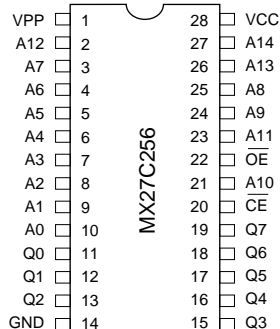 VPP 1 28 VCC
A12 2 27 A14
A7 3 26 A13
A6 4 25 A8
A5 5 24 A9
A4 6 23 A11
A3 7 22 O̅E̅
A2 8 21 A10
A1 9 20 C̅E̅
A0 10 19 Q7
Q0 11 18 Q6
Q1 12 17 Q5
Q2 13 16 Q4
GND 14 15 Q3
MX27C256